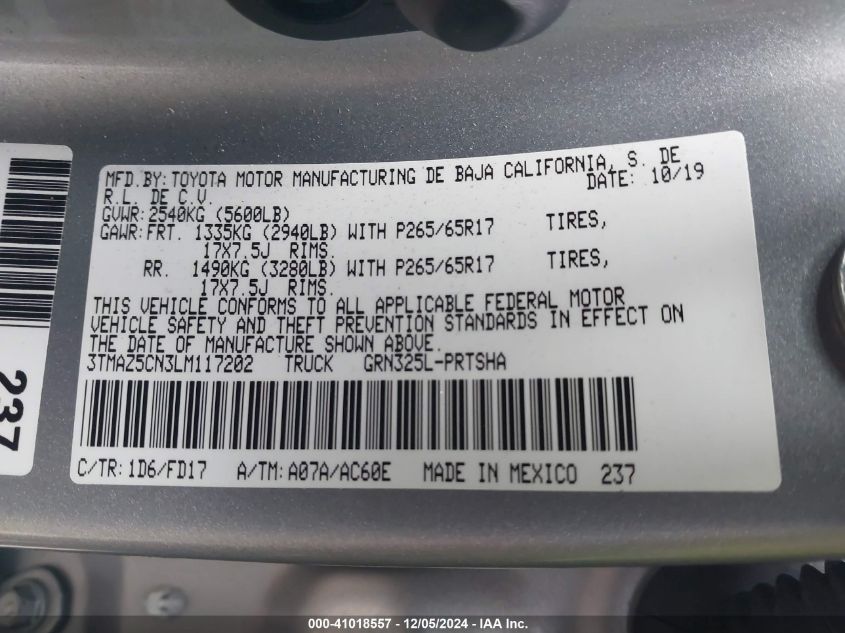 MFD.BY:TOYOTA MOTOR MANUFACTURING DE BAJA CALIFORNIA, S. DE
R.L. DE C.V. DATE: 10/19
GVWR:2540KG (5600LB)
GAWR:FRT. 1335KG (2940LB) WITH P265/65R17 TIRES,
17X7.5J RIMS.
RR. 1490KG (3280LB) WITH P265/65R17 TIRES,
17X7.5J RIMS.
THIS VEHICLE CONFORMS TO ALL APPLICABLE FEDERAL MOTOR
VEHICLE SAFETY AND THEFT PREVENTION STANDARDS IN EFFECT ON
THE DATE OF MANUFACTURE SHOWN ABOVE.
3TMAZ5CN3LM117202 TRUCK GRN325L-PRTSHA
C/TR:1D6/FD17 A/TM:A07A/AC60E MADE IN MEXICO 237
237
000-41018557 - 12/05/2024 - IAA Inc.